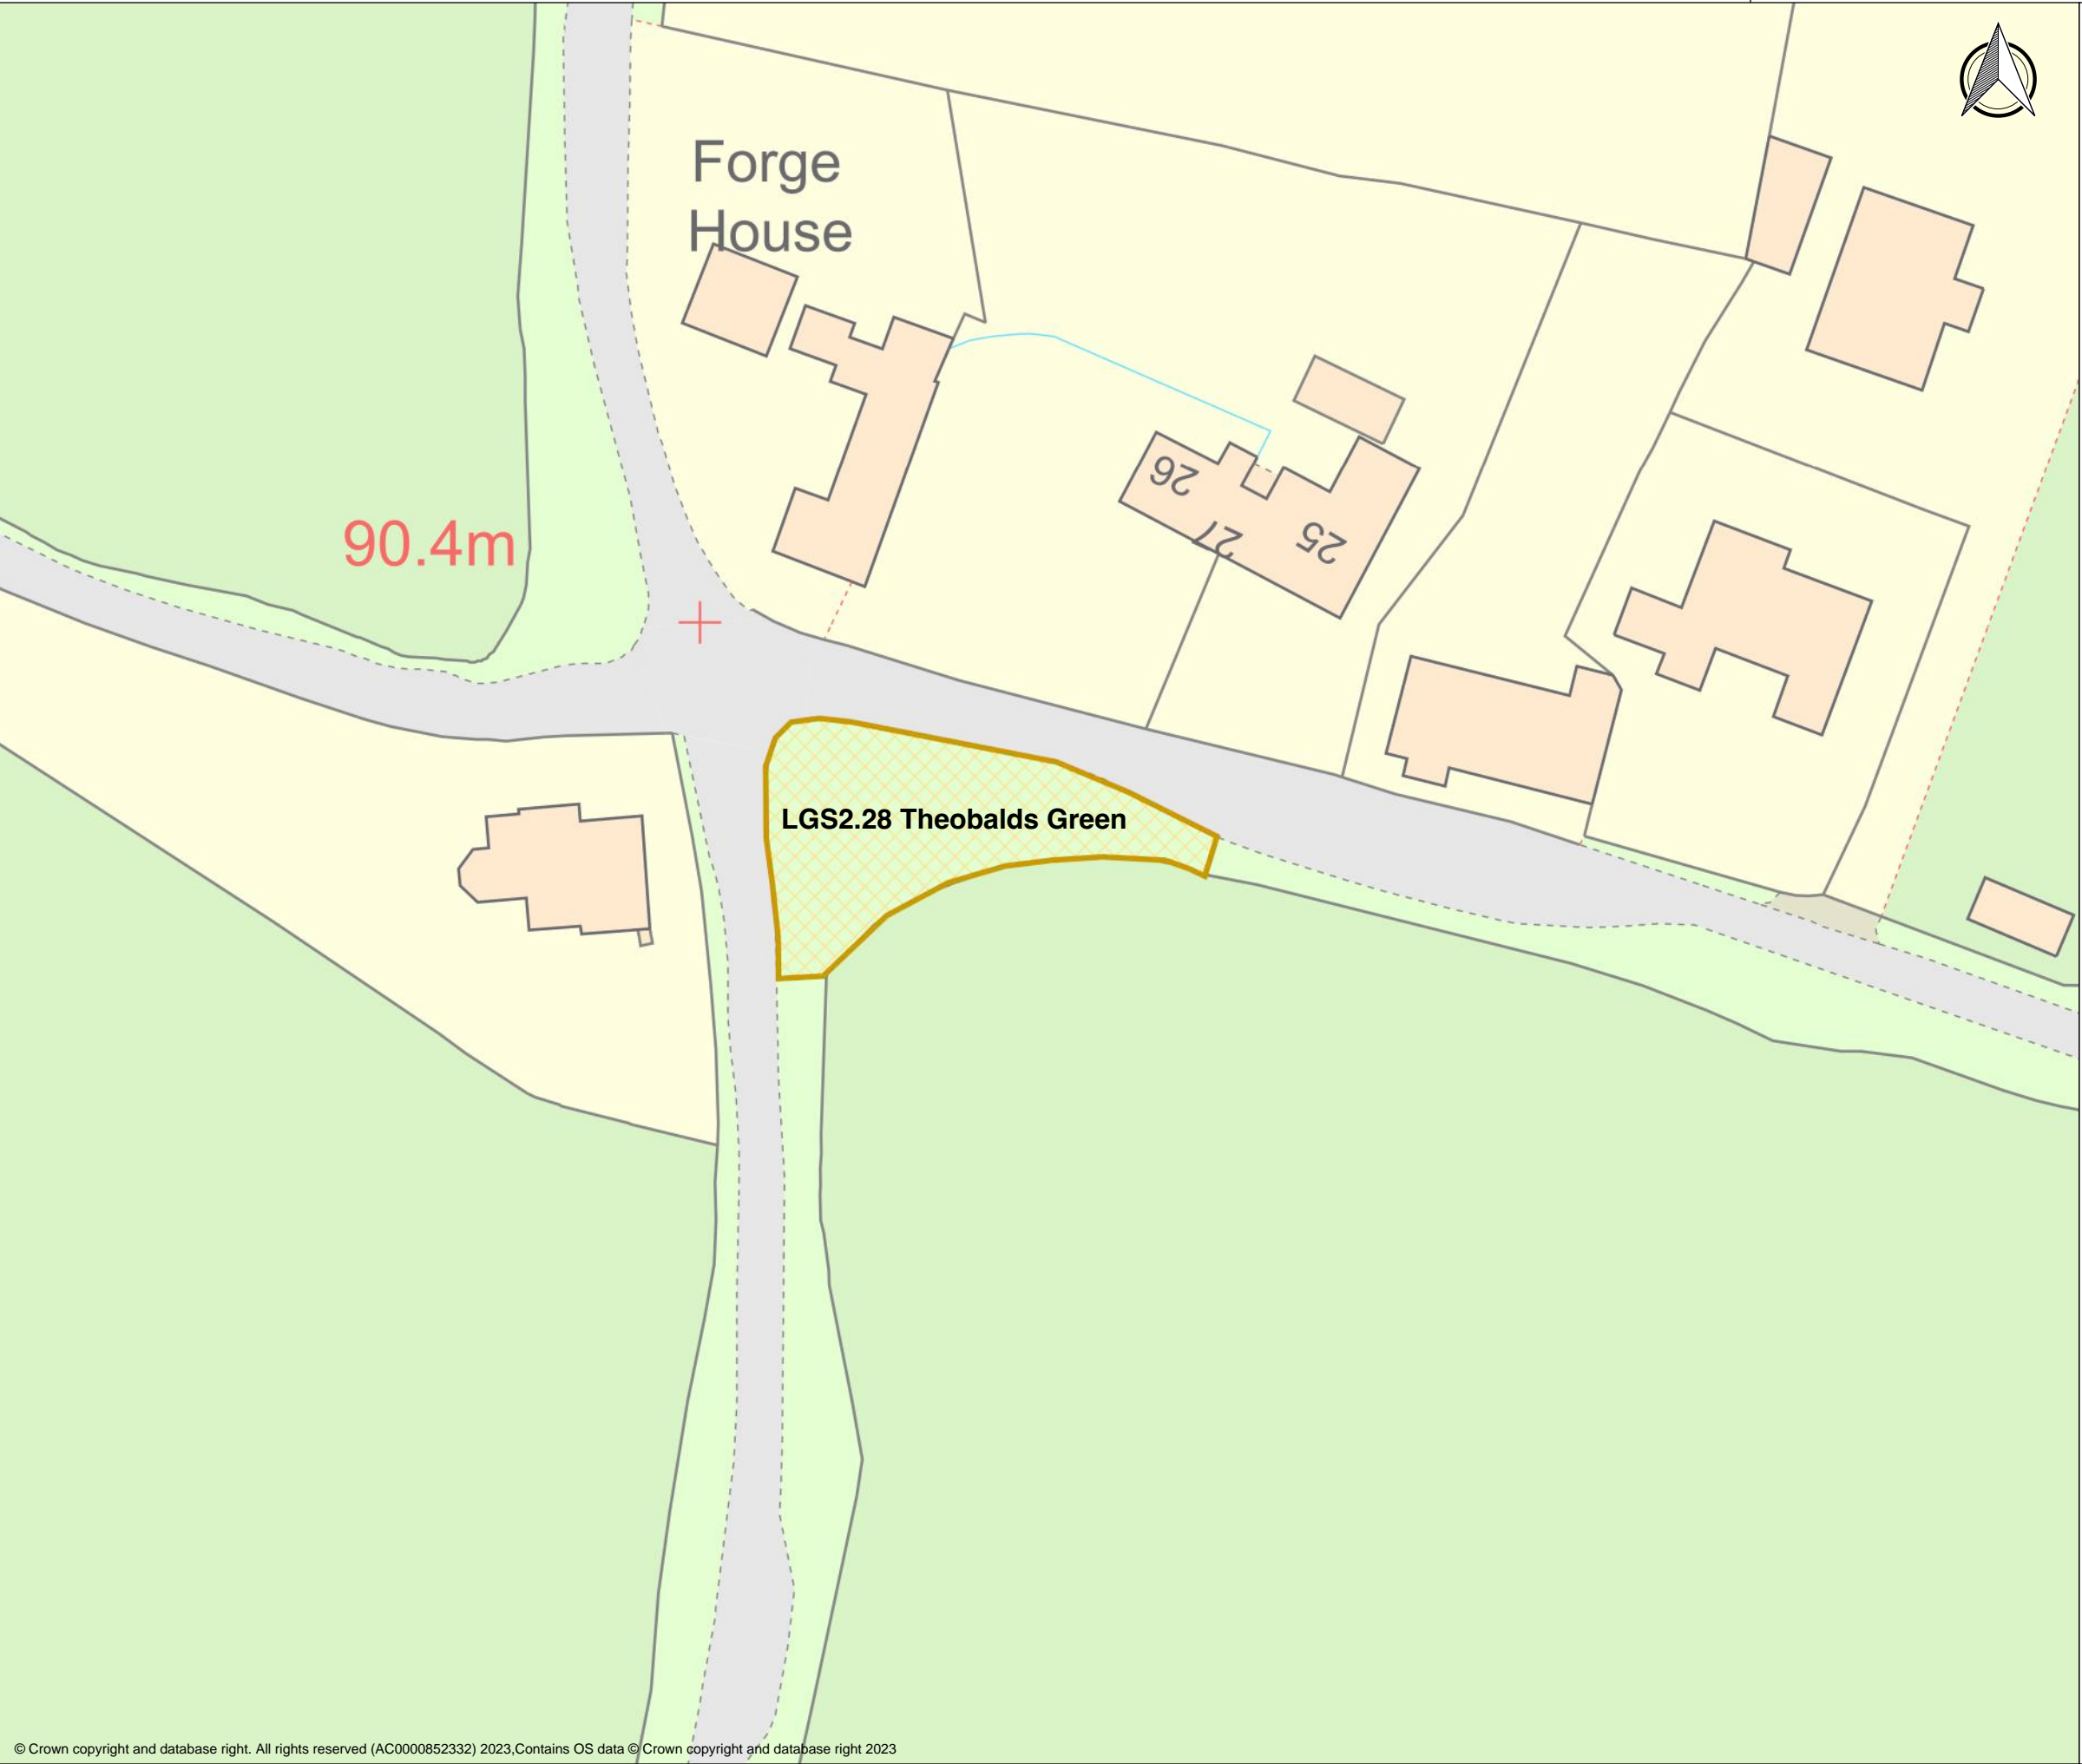 Forge
House
26
27
25
90.4m
LGS2.28 Theobalds Green
© Crown copyright and database right. All rights reserved (AC0000852332) 2023,Contains OS data © Crown copyright and database right 2023